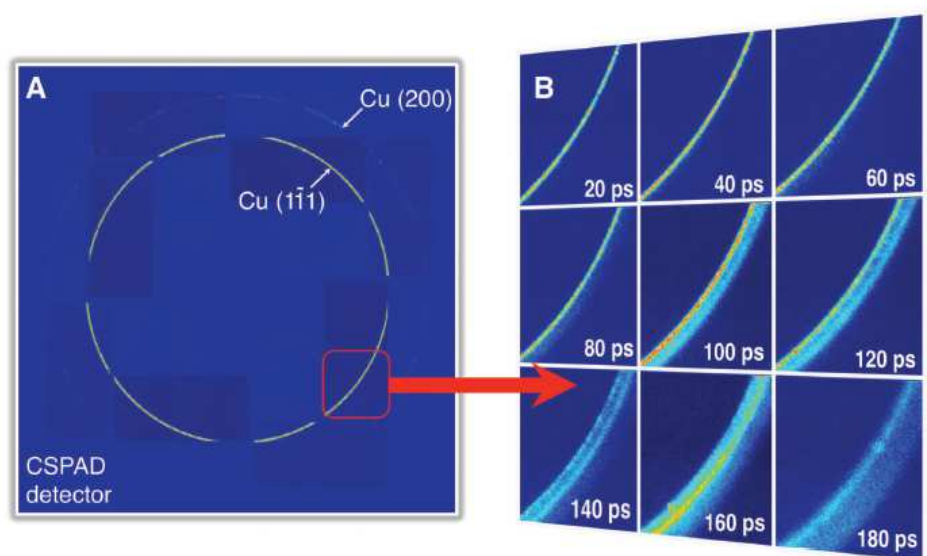 A
Cu (200)
Cu (11̄1)
CSPAD
detector
B
20 ps
40 ps
60 ps
80 ps
100 ps
120 ps
140 ps
160 ps
180 ps